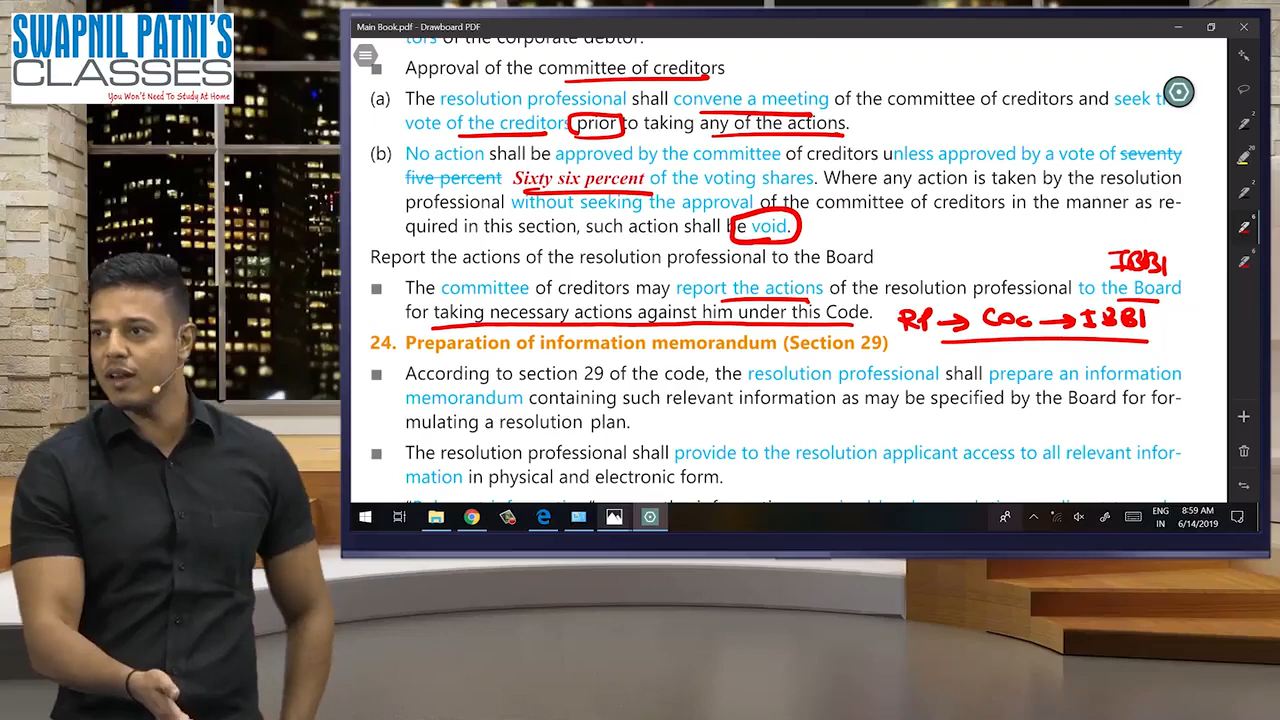 SWAPNIL PATNI'S
CLASSES
You Won't Need To Study At Home
Main Book.pdf - Drawboard PDF
tors of the corporate debtor.
Approval of the committee of creditors
(a) The resolution professional shall convene a meeting of the committee of creditors and seek
vote of the creditors prior to taking any of the actions.
(b) No action shall be approved by the committee of creditors unless approved by a vote of seventy
five percent Sixty six percent of the voting shares. Where any action is taken by the resolution
professional without seeking the approval of the committee of creditors in the manner as re-
quired in this section, such action shall be void.
Report the actions of the resolution professional to the Board
IBBI
The committee of creditors may report the actions of the resolution professional to the Board
for taking necessary actions against him under this Code.
RP → COC → IBBI
24. Preparation of information memorandum (Section 29)
According to section 29 of the code, the resolution professional shall prepare an information
memorandum containing such relevant information as may be specified by the Board for for-
mulating a resolution plan.
The resolution professional shall provide to the resolution applicant access to all relevant infor-
mation in physical and electronic form.
ENG
IN
8:59 AM
6/14/2019